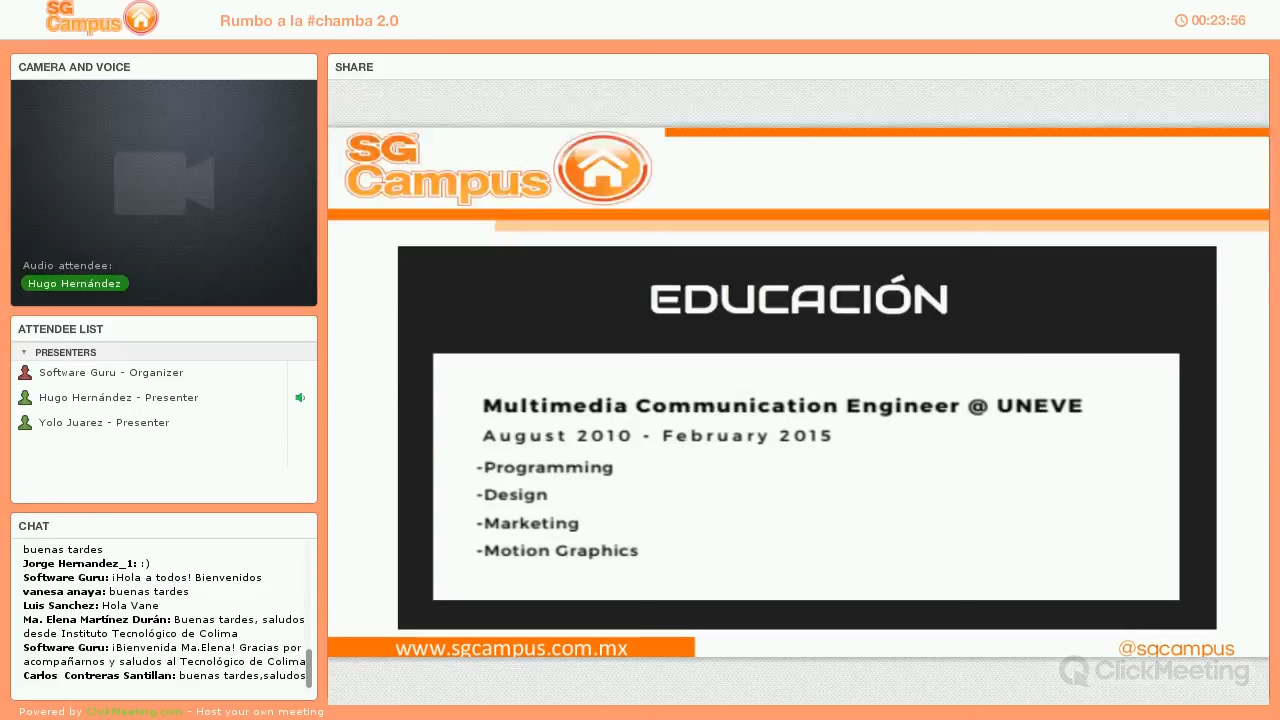 SG
Campus
Rumbo a la #chamba 2.0
00:23:56
CAMERA AND VOICE
Audio attendee:
Hugo Hernández
ATTENDEE LIST
PRESENTERS
Software Guru - Organizer
Hugo Hernández - Presenter
Yolo Juarez - Presenter
CHAT
buenas tardes
Jorge Hernandez_1: :)
Software Guru: ¡Hola a todos! Bienvenidos
vanesa anaya: buenas tardes
Luis Sanchez: Hola Vane
Ma. Elena Martínez Durán: Buenas tardes, saludos
desde Instituto Tecnológico de Colima
Software Guru: ¡Bienvenida Ma.Elena! Gracias por
acompañarnos y saludos al Tecnológico de Colima
Carlos Contreras Santillan: buenas tardes,saludos
Powered by ClickMeeting.com - Host your own meeting
SHARE
SG
Campus
EDUCACIÓN
Multimedia Communication Engineer @ UNEVE
August 2010 - February 2015
-Programming
-Design
-Marketing
-Motion Graphics
www.sgcampus.com.mx
@sgcampus
ClickMeeting